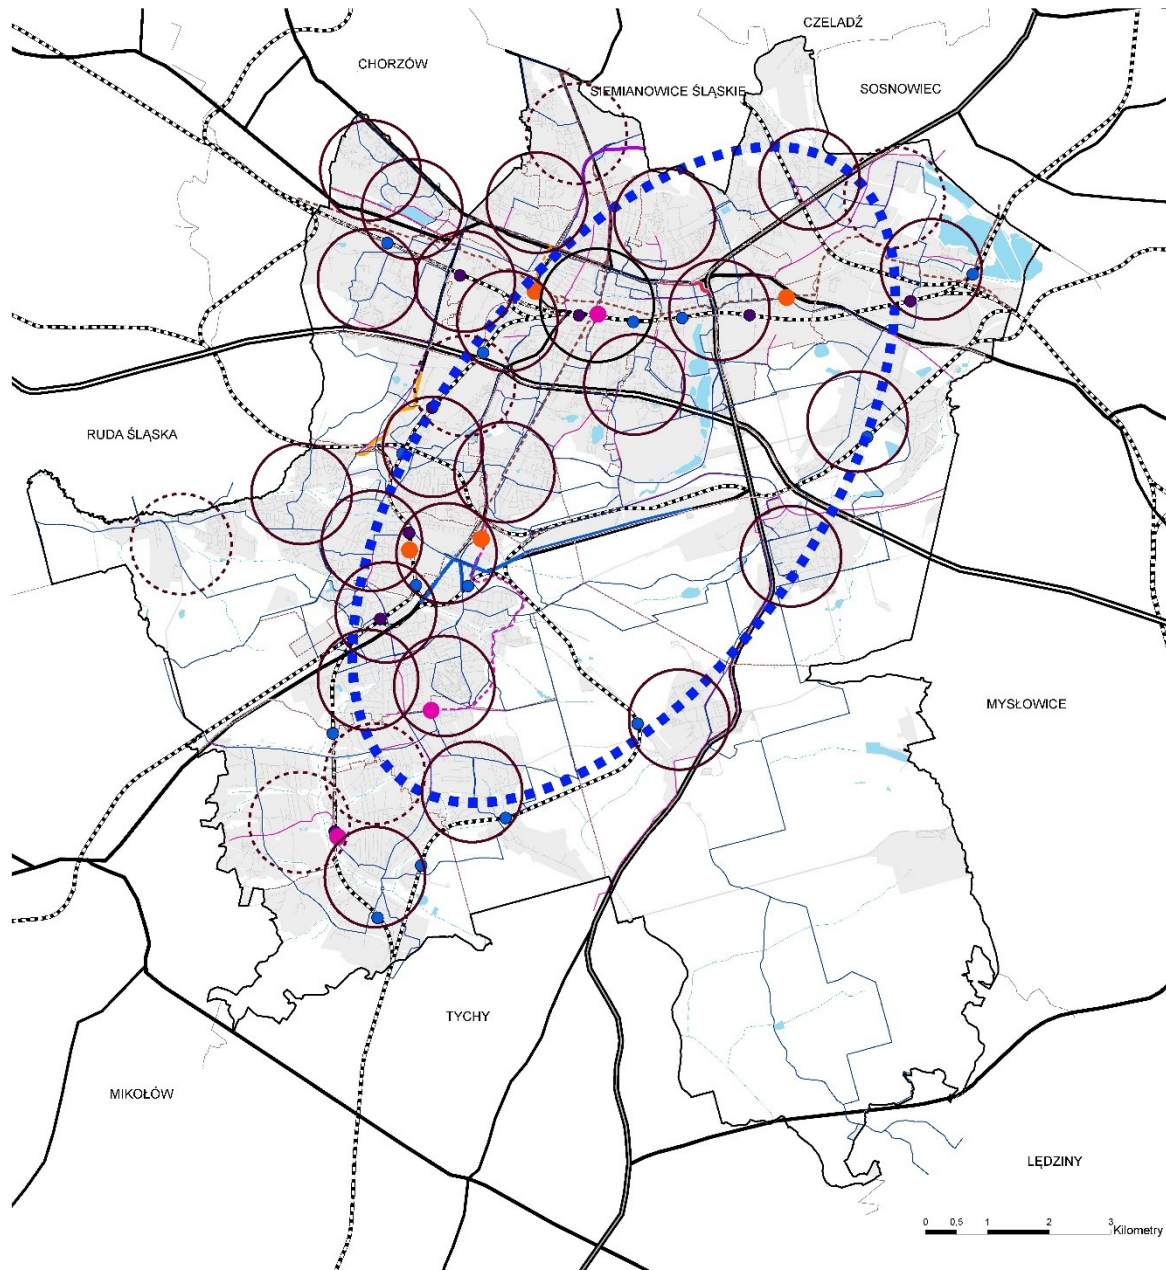 CZELADŹ
CHORZÓW
SIEMIANOWICE ŚLĄSKIE
SOSNOWIEC
RUDA ŚLĄSKA
MYSŁOWICE
TYCHY
MIKOŁÓW
LĘDZINY
0 0,5 1 2 3
Kilometry